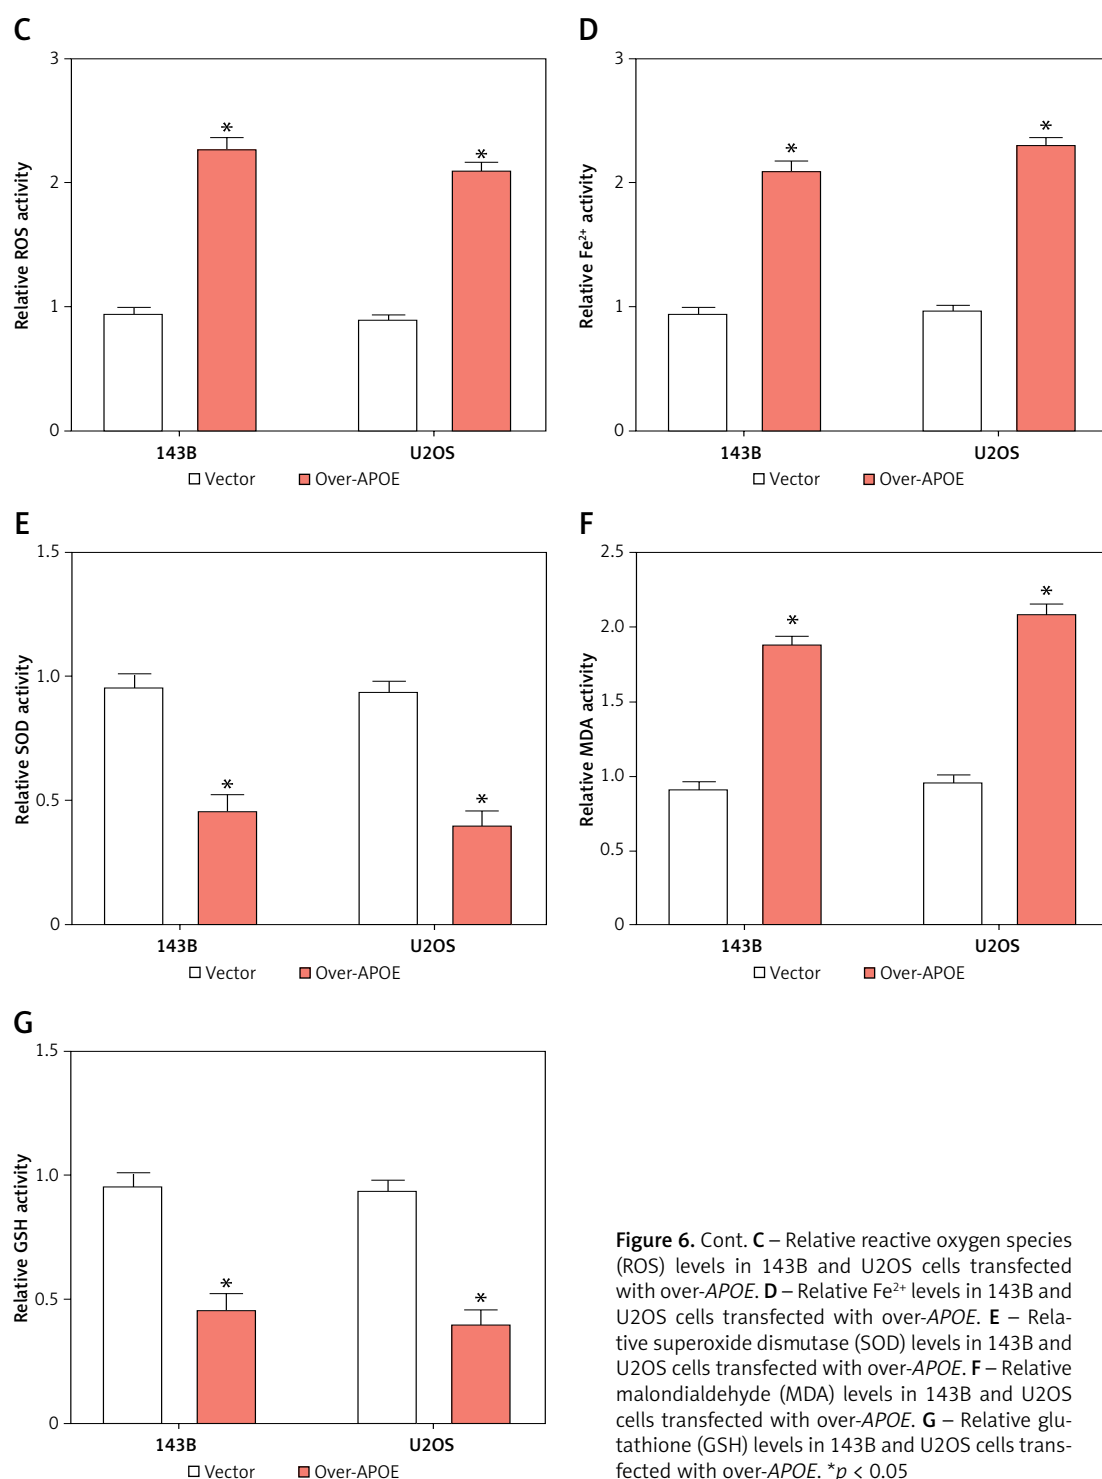 C
3
2
1
0
Relative ROS activity
*
*
143B
U2OS
Vector
Over-APOE
D
3
2
1
0
Relative Fe²⁺ activity
*
*
143B
U2OS
Vector
Over-APOE
E
1.5
1.0
0.5
0
Relative SOD activity
*
*
143B
U2OS
Vector
Over-APOE
F
2.5
2.0
1.5
1.0
0.5
0
Relative MDA activity
*
*
143B
U2OS
Vector
Over-APOE
G
1.5
1.0
0.5
0
Relative GSH activity
*
*
143B
U2OS
Vector
Over-APOE
Figure 6. Cont. C – Relative reactive oxygen species
(ROS) levels in 143B and U2OS cells transfected
with over-APOE. D – Relative Fe²⁺ levels in 143B and
U2OS cells transfected with over-APOE. E – Rela-
tive superoxide dismutase (SOD) levels in 143B and
U2OS cells transfected with over-APOE. F – Relative
malondialdehyde (MDA) levels in 143B and U2OS
cells transfected with over-APOE. G – Relative glu-
tathione (GSH) levels in 143B and U2OS cells trans-
fected with over-APOE. *p < 0.05